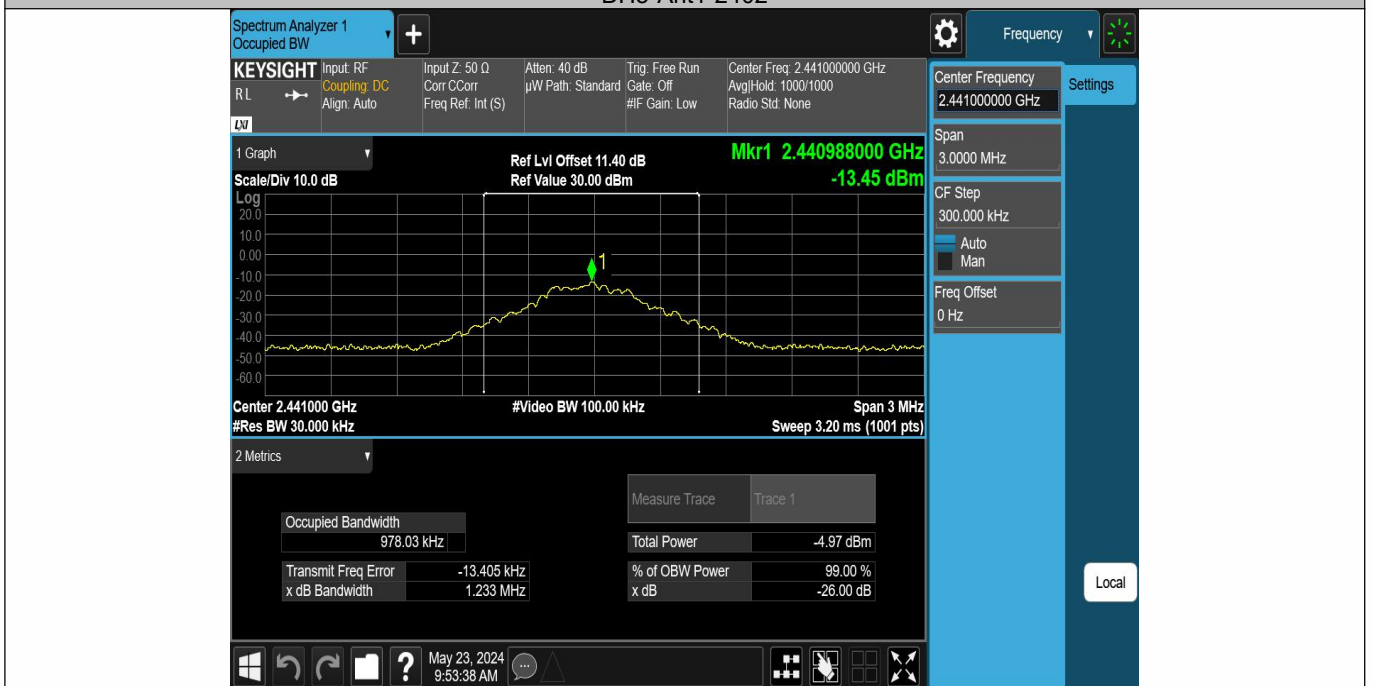 Spectrum Analyzer 1
Occupied BW
Frequency
KEYSIGHT
R L
LXI
Input: RF
Coupling: DC
Align: Auto
Input Z: 50 Ω
Corr CCorr
Freq Ref: Int (S)
Atten: 40 dB
µW Path: Standard
Trig: Free Run
Gate: Off
#IF Gain: Low
Center Freq: 2.441000000 GHz
Avg|Hold: 1000/1000
Radio Std: None
Center Frequency
2.441000000 GHz
Settings
Span
3.0000 MHz
CF Step
300.000 kHz
Auto
Man
Freq Offset
0 Hz
Local
1 Graph
Scale/Div 10.0 dB
Ref Lvl Offset 11.40 dB
Ref Value 30.00 dBm
Mkr1 2.440988000 GHz
-13.45 dBm
Log
20.0
10.0
0.00
-10.0
-20.0
-30.0
-40.0
-50.0
-60.0
1
Center 2.441000 GHz
#Res BW 30.000 kHz
#Video BW 100.00 kHz
Span 3 MHz
Sweep 3.20 ms (1001 pts)
2 Metrics
Measure Trace Trace 1
Occupied Bandwidth
978.03 kHz
Total Power -4.97 dBm
Transmit Freq Error -13.405 kHz
% of OBW Power 99.00 %
x dB Bandwidth 1.233 MHz
x dB -26.00 dB
?
May 23, 2024
9:53:38 AM